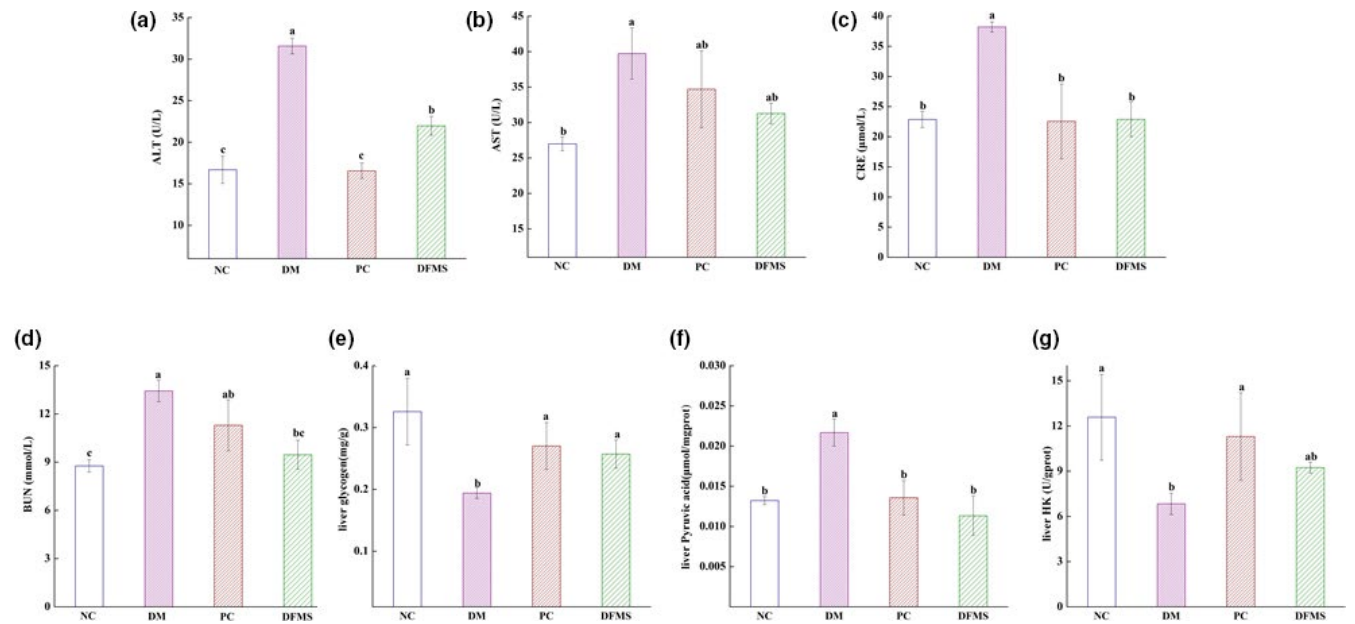 (a)
35
30
25
20
15
10
ALT (U/L)
c
a
c
b
NC DM PC DFMS
(b)
45
40
35
30
25
20
15
AST (U/L)
b
a
ab
ab
NC DM PC DFMS
(c)
40
35
30
25
20
15
10
5
0
CRE (μmol/L)
b
a
b
b
NC DM PC DFMS
(d)
15
12
9
6
3
0
BUN (mmol/L)
c
a
ab
bc
NC DM PC DFMS
(e)
0.4
0.3
0.2
0.1
liver glycogen(mg/g)
a
b
a
a
NC DM PC DFMS
(f)
0.030
0.025
0.020
0.015
0.010
0.005
liver Pyruvic acid(μmol/mgprot)
b
a
b
b
NC DM PC DFMS
(g)
15
12
9
6
3
0
liver HK (U/gprot)
a
b
a
ab
NC DM PC DFMS